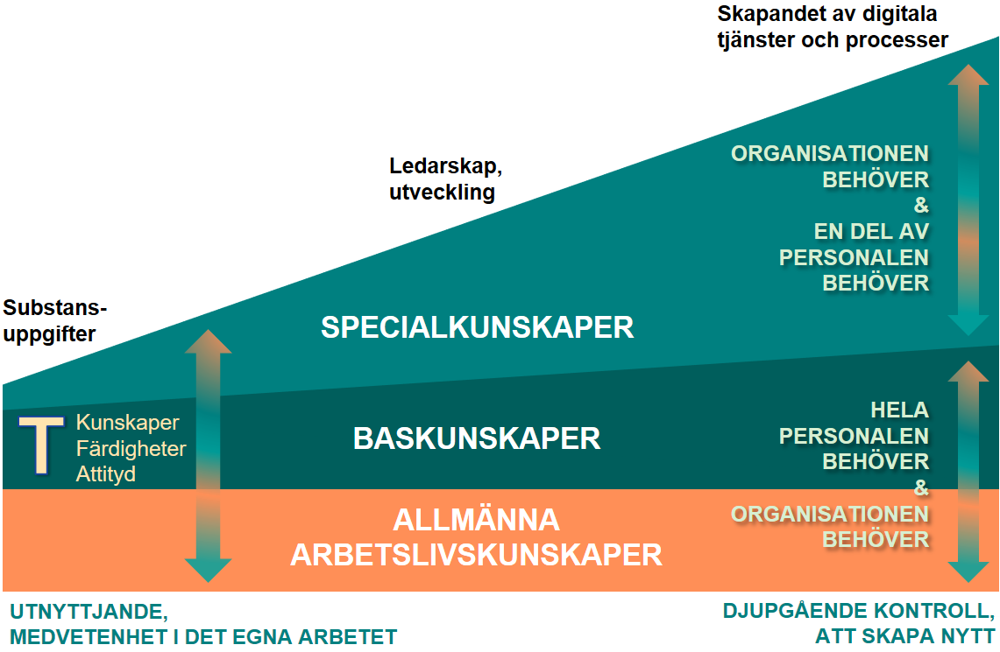 Skapandet av digitala
tjänster och processer
Ledarskap,
utveckling
Substans-
uppgifter
ORGANISATIONEN
BEHÖVER
&
EN DEL AV
PERSONALEN
BEHÖVER
SPECIALKUNSKAPER
T
Kunskaper
Färdigheter
Attityd
BASKUNSKAPER
HELA
PERSONALEN
BEHÖVER
&
ORGANISATIONEN
BEHÖVER
ALLMÄNNA
ARBETSLIVSKUNSKAPER
UTNYTTJANDE,
MEDVETENHET I DET EGNA ARBETET
DJUPGÅENDE KONTROLL,
ATT SKAPA NYTT